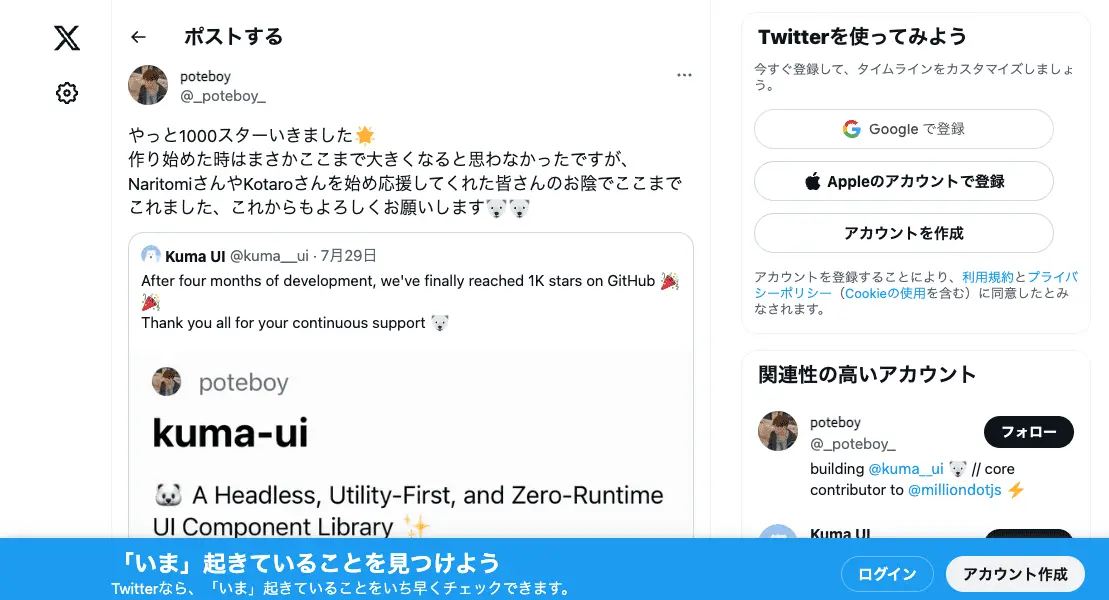 ポストする
poteboy
@_poteboy_
やっと1000スターいきました🌟
作り始めた時はまさかここまで大きくなると思わなかったですが、
NaritomiさんやKotaroさんを始め応援してくれた皆さんのお陰でここまで
これました、これからもよろしくお願いします🐻‍❄️🐻‍❄️
Kuma UI @kuma__ui · 7月29日
After four months of development, we've finally reached 1K stars on GitHub 🎉
🎉
Thank you all for your continuous support 🐻‍❄️
poteboy
kuma-ui
🐼 A Headless, Utility-First, and Zero-Runtime
UI Component Library ✨
Twitterを使ってみよう
今すぐ登録して、タイムラインをカスタマイズしましょ
う。
Google で登録
Appleのアカウントで登録
アカウントを作成
アカウントを登録することにより、利用規約とプライバ
シーポリシー（Cookieの使用を含む）に同意したとみ
なされます。
関連性の高いアカウント
poteboy
@_poteboy_
フォロー
building @kuma__ui 🐻‍❄️ // core
contributor to @milliondotjs ⚡
Kuma UI
「いま」起きていることを見つけよう
Twitterなら、「いま」起きていることをいち早くチェックできます。
ログイン
アカウント作成